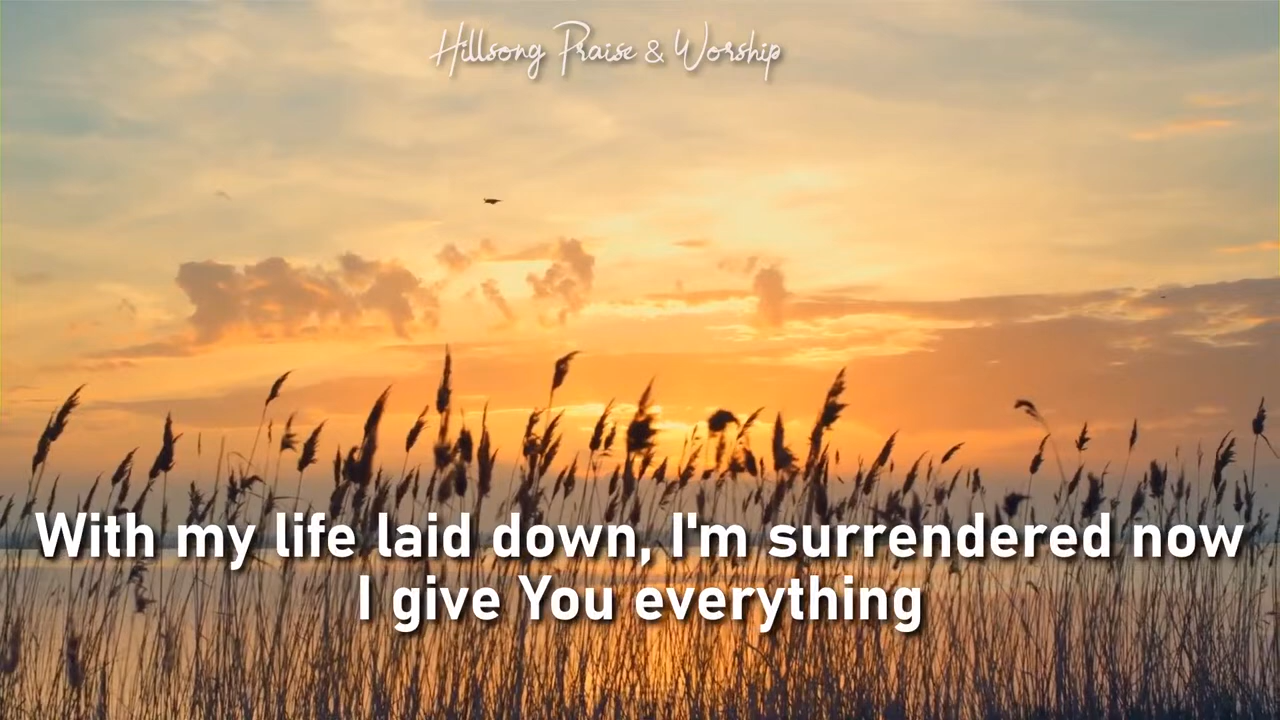 Hillsong Praise & Worship
With my life laid down, I'm surrendered now
I give You everything